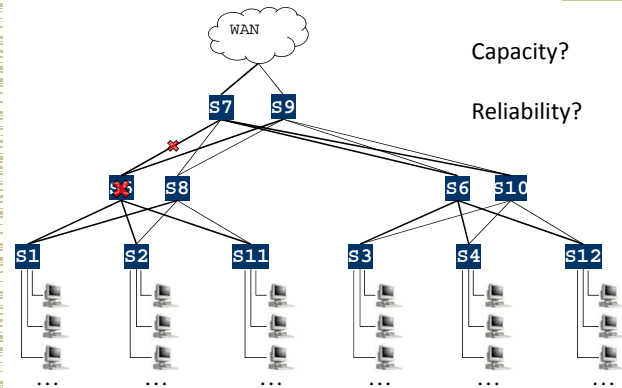 WAN
Capacity?
S7 S9
Reliability?
S8 S6 S10
S1 S2 S11 S3 S4 S12
... ... ... ... ... ...